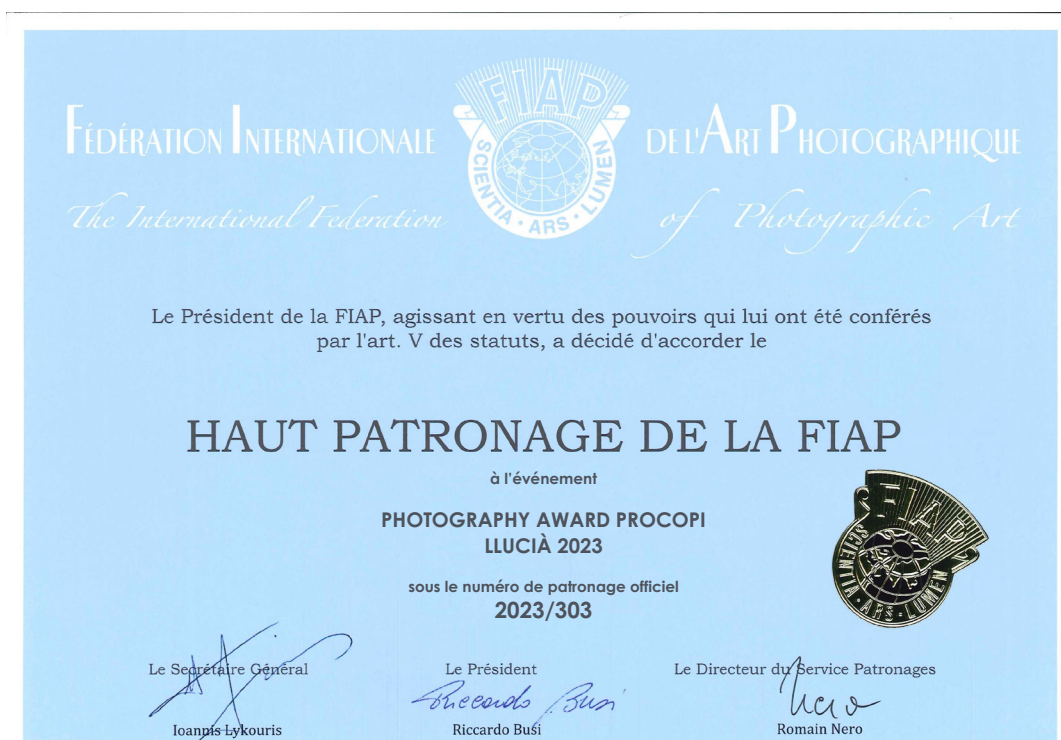 FÉDÉRATION INTERNATIONALE DE L'ART PHOTOGRAPHIQUE
FIAP
SCIENTIA · ARS · LUMEN
The International Federation of Photographic Art
Le Président de la FIAP, agissant en vertu des pouvoirs qui lui ont été conférés
par l'art. V des statuts, a décidé d'accorder le
HAUT PATRONAGE DE LA FIAP
à l'événement
PHOTOGRAPHY AWARD PROCOPI
LLUCIÀ 2023
sous le numéro de patronage officiel
2023/303
FIAP
SCIENTIA · ARS · LUMEN
Le Secrétaire Général Le Président Le Directeur du Service Patronages
Riccardo Busi Nero
Ioannis Lykouris Riccardo Busi Romain Nero